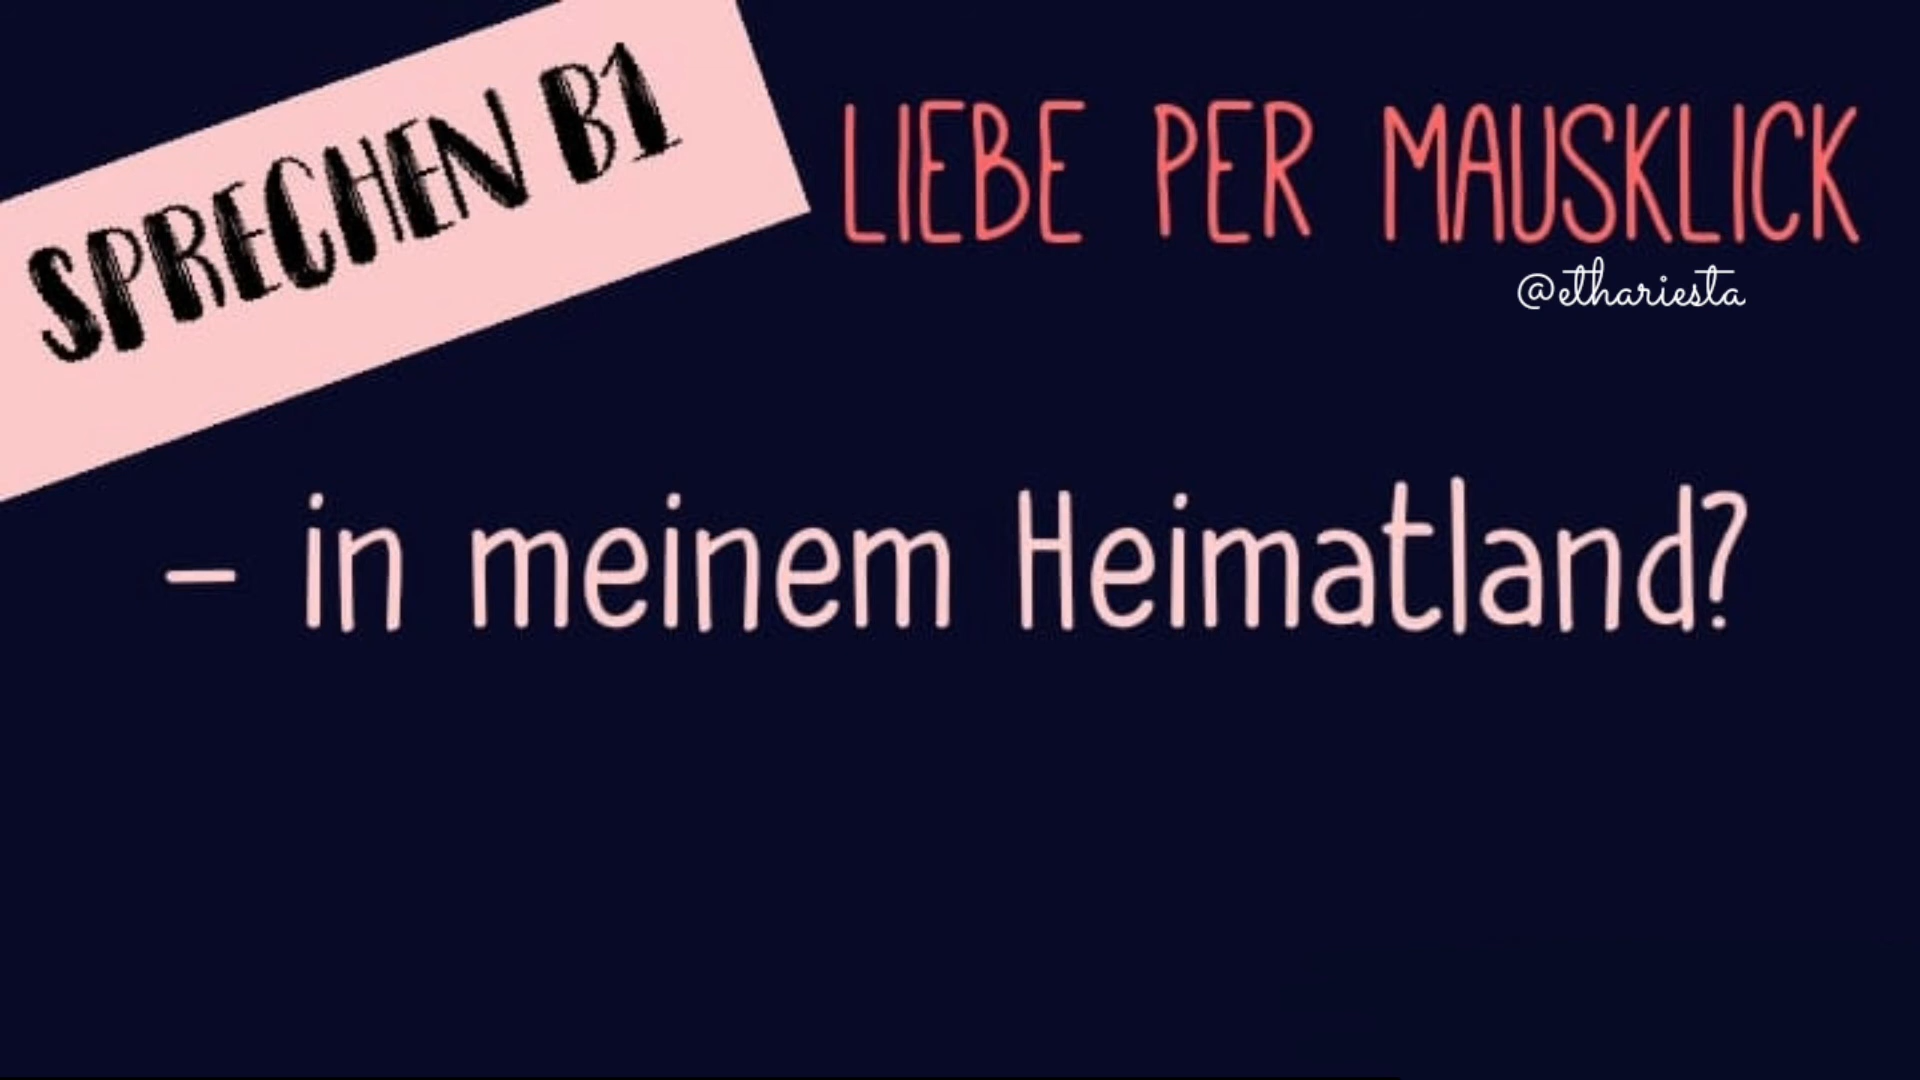 SPRECHEN B1
LIEBE PER MAUSKLICK
@ethariesta
– in meinem Heimatland?